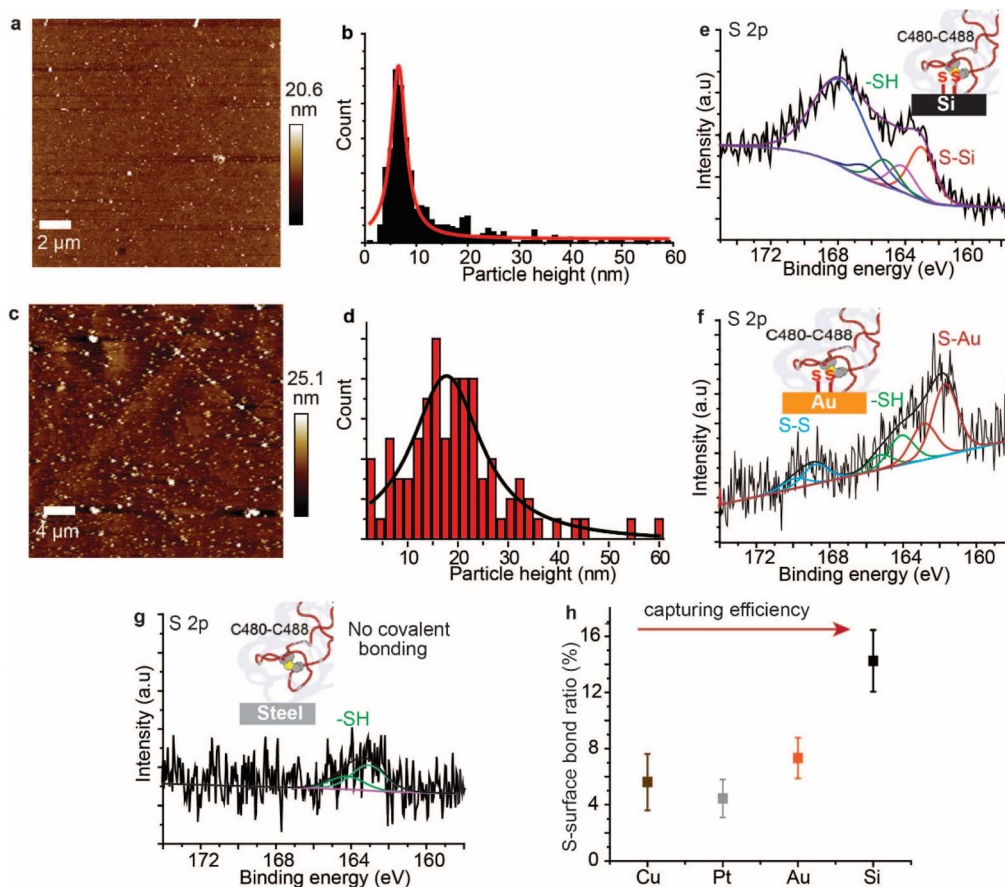 a
20.6
nm
2 µm
b
Count
0 10 20 30 40 50 60
Particle height (nm)
e
S 2p
C480-C488
S S
Si
-SH
S-Si
Intensity (a.u)
172 168 164 160
Binding energy (eV)
c
25.1
nm
4 µm
d
Count
10 20 30 40 50 60
Particle height (nm)
f
S 2p
C480-C488
S S
Au
S-Au
-SH
S-S
Intensity (a.u)
172 168 164 160
Binding energy (eV)
g
S 2p
C480-C488
No covalent
bonding
Steel
-SH
Intensity (a.u)
172 168 164 160
Binding energy (eV)
h
capturing efficiency
S-surface bond ratio (%)
16
12
8
4
0
Cu Pt Au Si